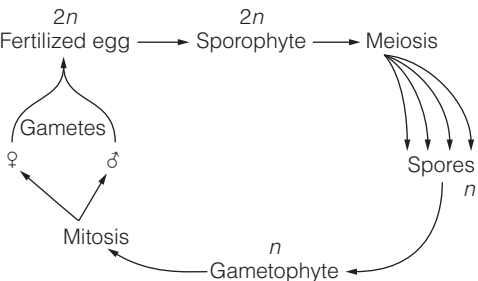 2n 2n
Fertilized egg Sporophyte Meiosis
Gametes
♀ ♂
Spores
n
Mitosis
n
Gametophyte